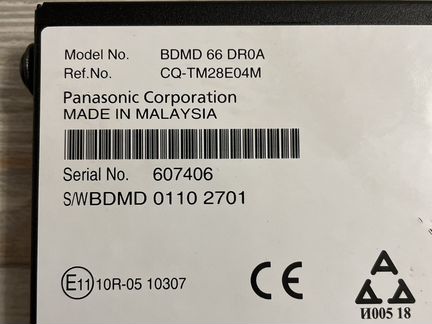 Model No. BDMD 66 DR0A
Ref.No. CQ-TM28E04M
Panasonic Corporation
MADE IN MALAYSIA
Serial No. 607406
S/WBDMD 0110 2701
E11 10R-05 10307
CE
И005 18